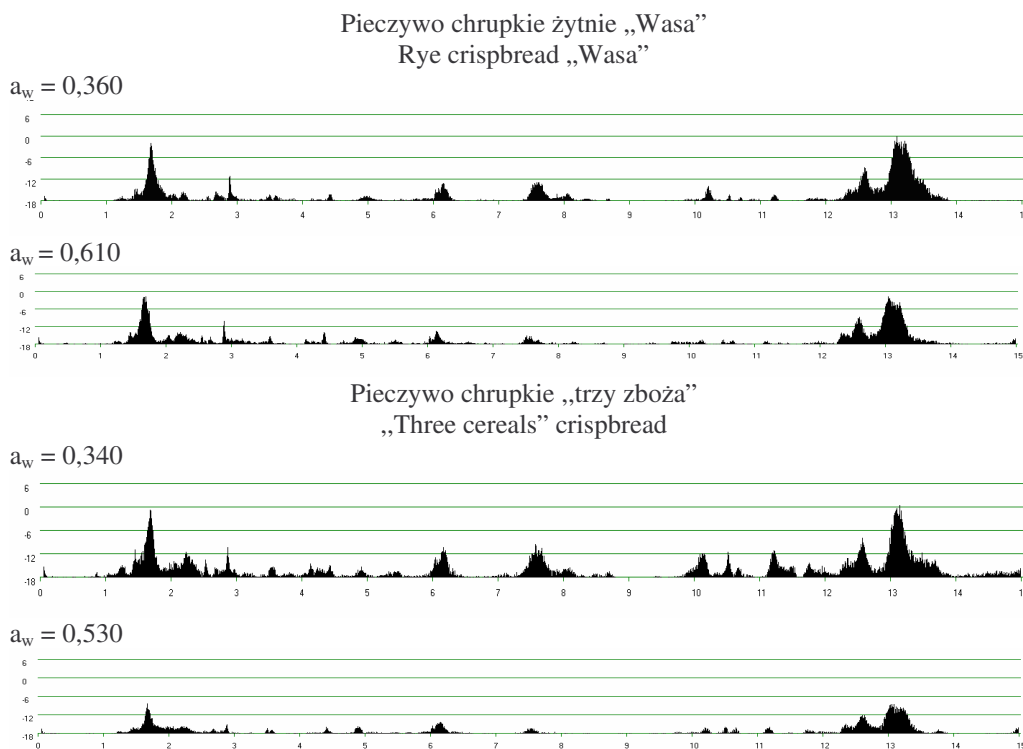 Pieczywo chrupkie żytnie „Wasa”
Rye crispbread „Wasa”
aw = 0,360
6
0
-6
-12
-18
0 1 2 3 4 5 6 7 8 9 10 11 12 13 14 1
aw = 0,610
6
0
-6
-12
-18
0 1 2 3 4 5 6 7 8 9 10 11 12 13 14 15
Pieczywo chrupkie „trzy zboża”
„Three cereals” crispbread
aw = 0,340
6
0
-6
-12
-18
0 1 2 3 4 5 6 7 8 9 10 11 12 13 14 1
aw = 0,530
6
0
-6
-12
-18
0 1 2 3 4 5 6 7 8 9 10 11 12 13 14 15